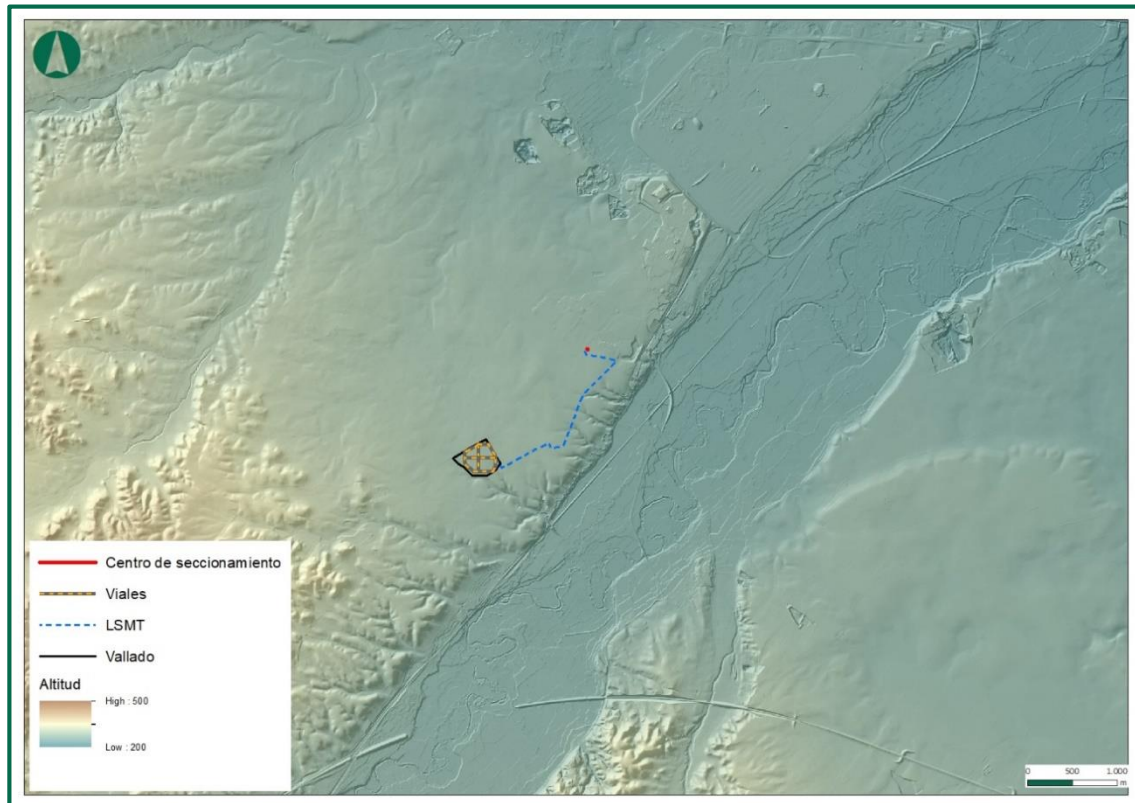 Centro de seccionamiento
Viales
LSMT
Vallado
Altitud
High : 500
Low : 200
0 500 1.000
m